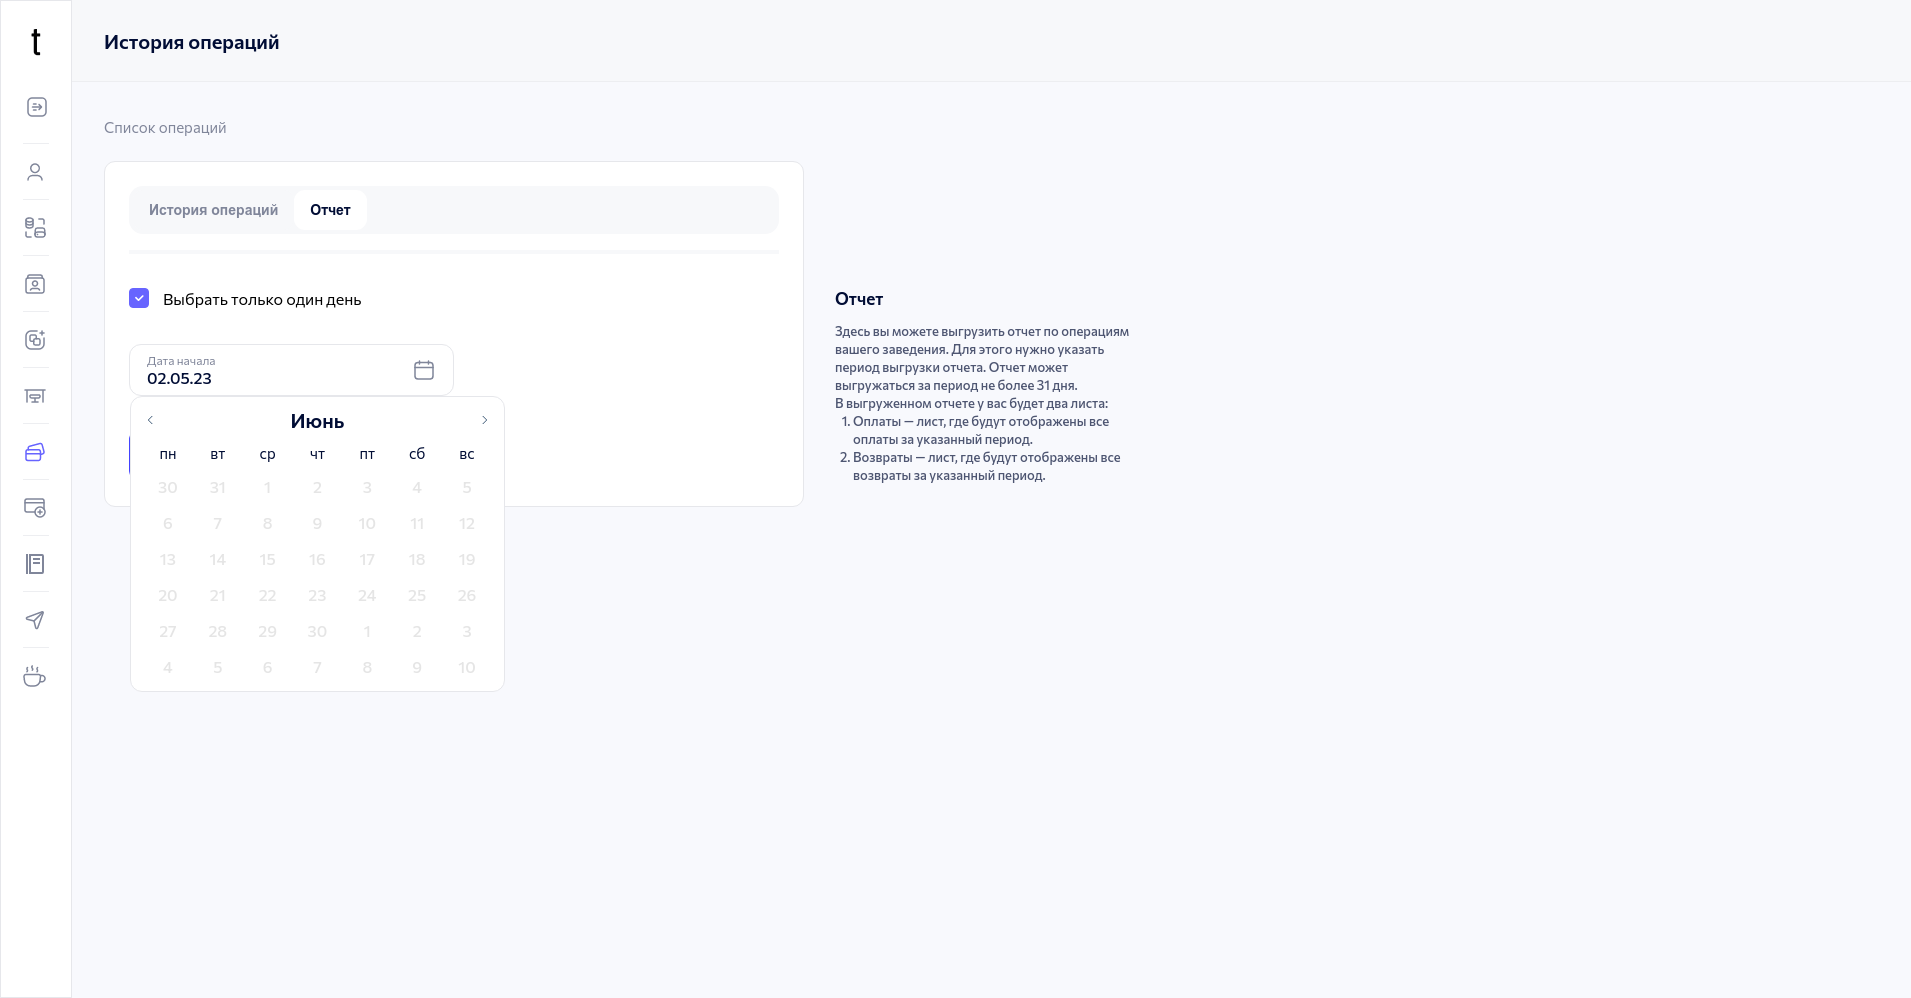 t
История операций
Список операций
История операций Отчет
Выбрать только один день
Дата начала
02.05.23
Июнь
пн вт ср чт пт сб вс
30 31 1 2 3 4 5
6 7 8 9 10 11 12
13 14 15 16 17 18 19
20 21 22 23 24 25 26
27 28 29 30 1 2 3
4 5 6 7 8 9 10
Отчет
Здесь вы можете выгрузить отчет по операциям
вашего заведения. Для этого нужно указать
период выгрузки отчета. Отчет может
выгружаться за период не более 31 дня.
В выгруженном отчете у вас будет два листа:
1. Оплаты — лист, где будут отображены все
оплаты за указанный период.
2. Возвраты — лист, где будут отображены все
возвраты за указанный период.